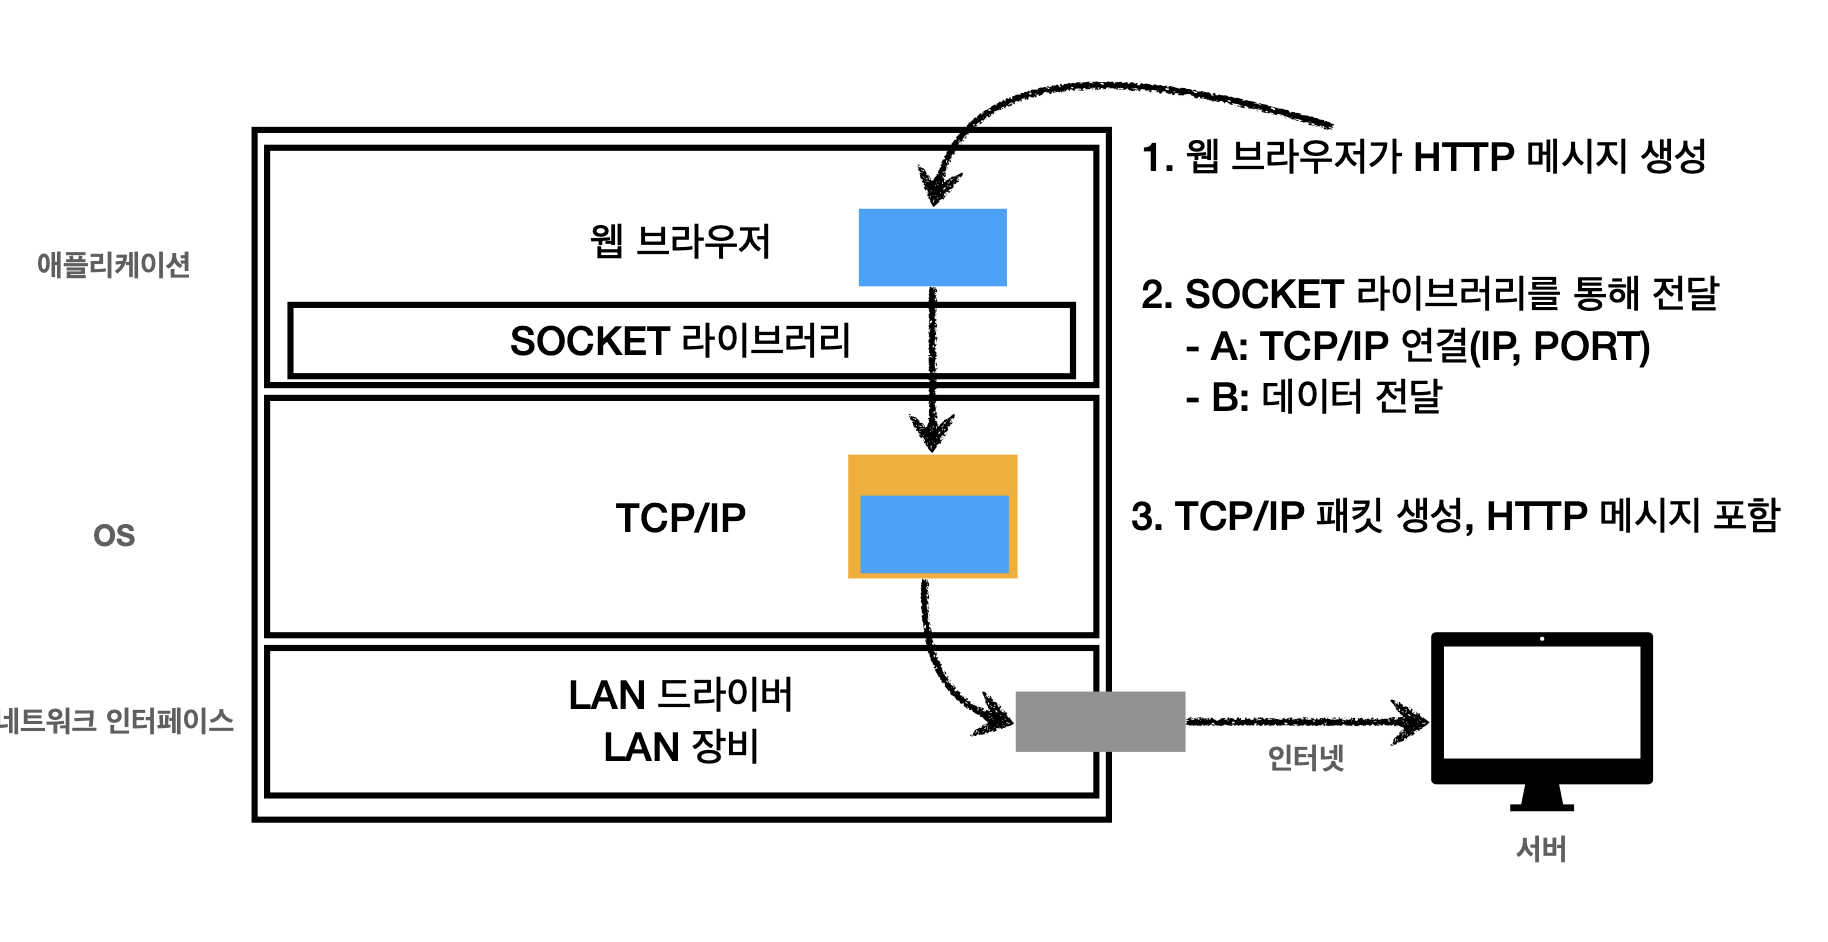 1. 웹 브라우저가 HTTP 메시지 생성
웹 브라우저
애플리케이션
2. SOCKET 라이브러리를 통해 전달
- A: TCP/IP 연결(IP, PORT)
- B: 데이터 전달
SOCKET 라이브러리
TCP/IP
OS
3. TCP/IP 패킷 생성, HTTP 메시지 포함
LAN 드라이버
LAN 장비
네트워크 인터페이스
인터넷
서버